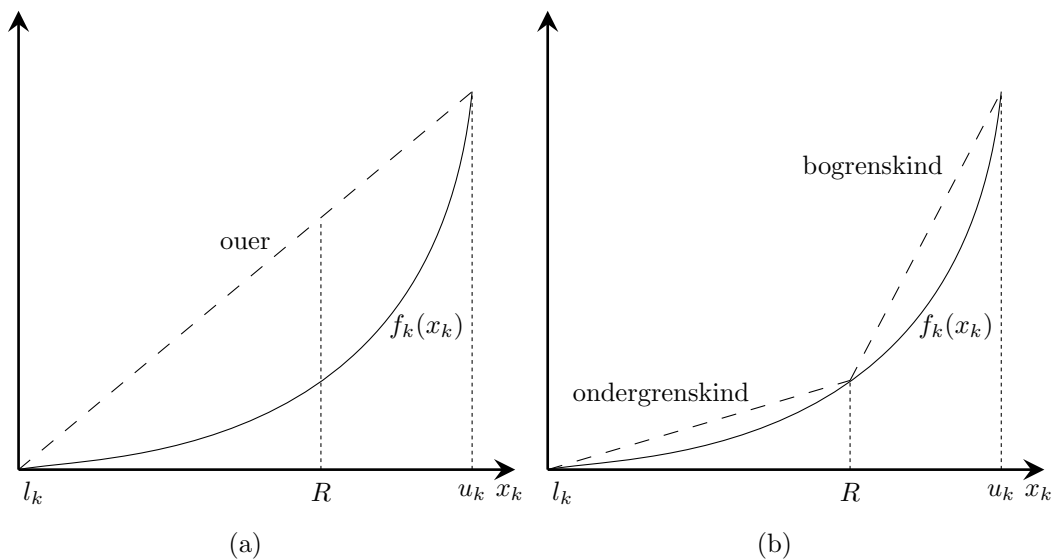 ouer
f_k(x_k)
l_k
R
u_k
x_k
(a)
bogrenskind
ondergrenskind
f_k(x_k)
l_k
R
u_k
x_k
(b)